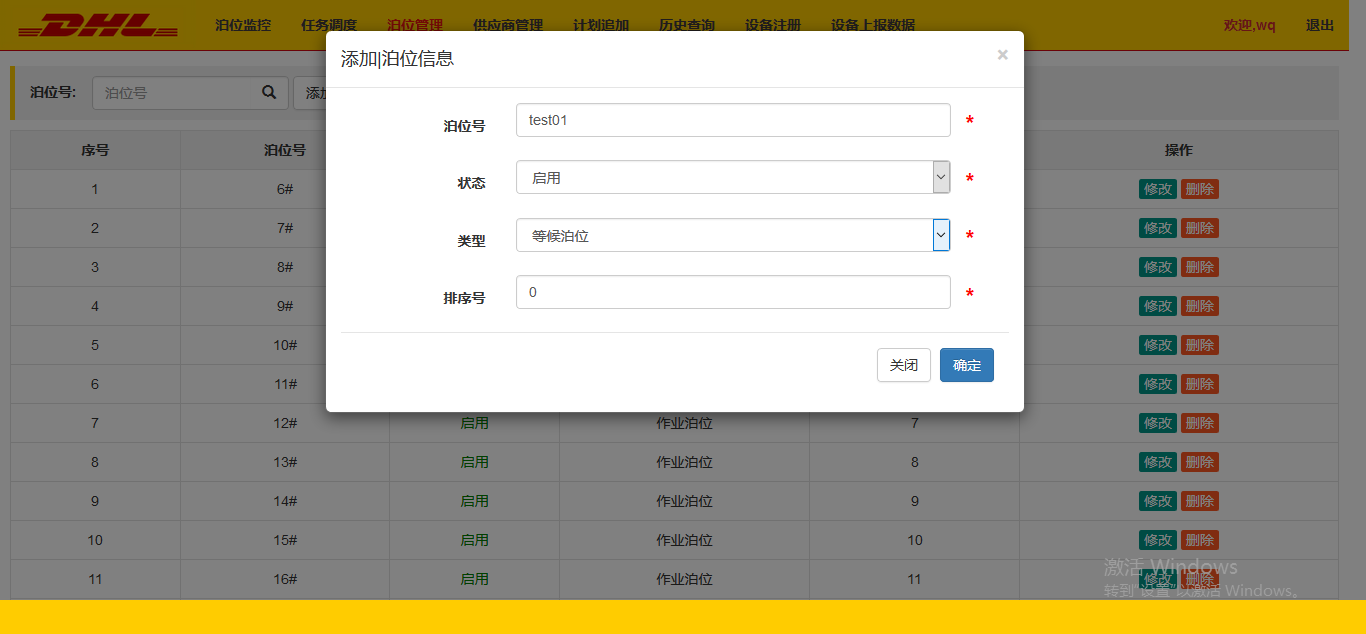 DHL 泊位监控 任务调度 泊位管理 供应商管理 计划追加 历史查询 设备注册 设备上报数据 欢迎,wq 退出
添加|泊位信息 ×
泊位号: 泊位号 添加
泊位号 test01 *
状态 启用 *
类型 等候泊位 *
排序号 0 *
关闭 确定
序号 泊位号 操作
1 6# 修改 删除
2 7# 修改 删除
3 8# 修改 删除
4 9# 修改 删除
5 10# 修改 删除
6 11# 修改 删除
7 12# 启用 作业泊位 7 修改 删除
8 13# 启用 作业泊位 8 修改 删除
9 14# 启用 作业泊位 9 修改 删除
10 15# 启用 作业泊位 10 修改 删除
11 16# 启用 作业泊位 11 修改 删除
激活 Windows
转到"设置"以激活 Windows。